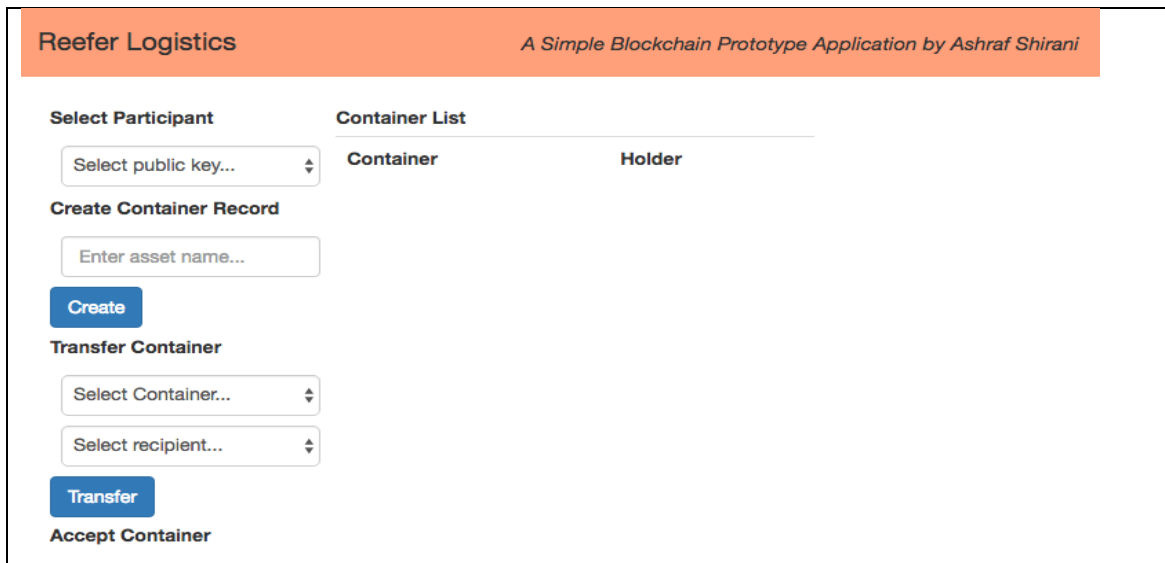 Reefer Logistics
A Simple Blockchain Prototype Application by Ashraf Shirani
Select Participant
Select public key...
Create Container Record
Enter asset name...
Create
Transfer Container
Select Container...
Select recipient...
Transfer
Accept Container
Container List
Container Holder